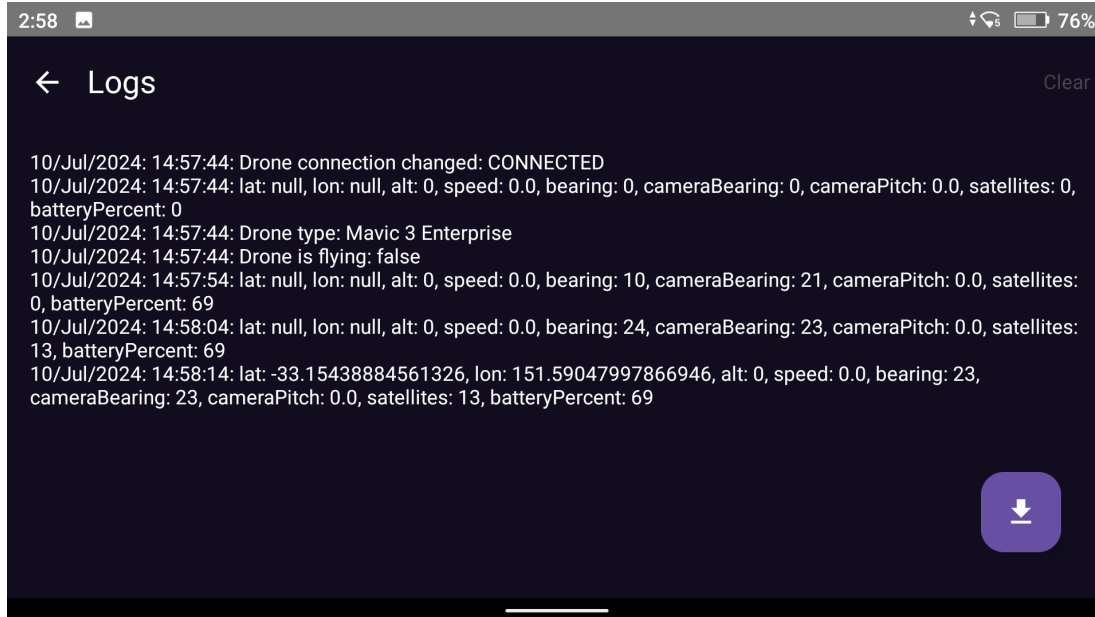 2:58 5 76%
Logs Clear
10/Jul/2024: 14:57:44: Drone connection changed: CONNECTED
10/Jul/2024: 14:57:44: lat: null, lon: null, alt: 0, speed: 0.0, bearing: 0, cameraBearing: 0, cameraPitch: 0.0, satellites: 0,
batteryPercent: 0
10/Jul/2024: 14:57:44: Drone type: Mavic 3 Enterprise
10/Jul/2024: 14:57:44: Drone is flying: false
10/Jul/2024: 14:57:54: lat: null, lon: null, alt: 0, speed: 0.0, bearing: 10, cameraBearing: 21, cameraPitch: 0.0, satellites:
0, batteryPercent: 69
10/Jul/2024: 14:58:04: lat: null, lon: null, alt: 0, speed: 0.0, bearing: 24, cameraBearing: 23, cameraPitch: 0.0, satellites:
13, batteryPercent: 69
10/Jul/2024: 14:58:14: lat: -33.15438884561326, lon: 151.59047997866946, alt: 0, speed: 0.0, bearing: 23,
cameraBearing: 23, cameraPitch: 0.0, satellites: 13, batteryPercent: 69